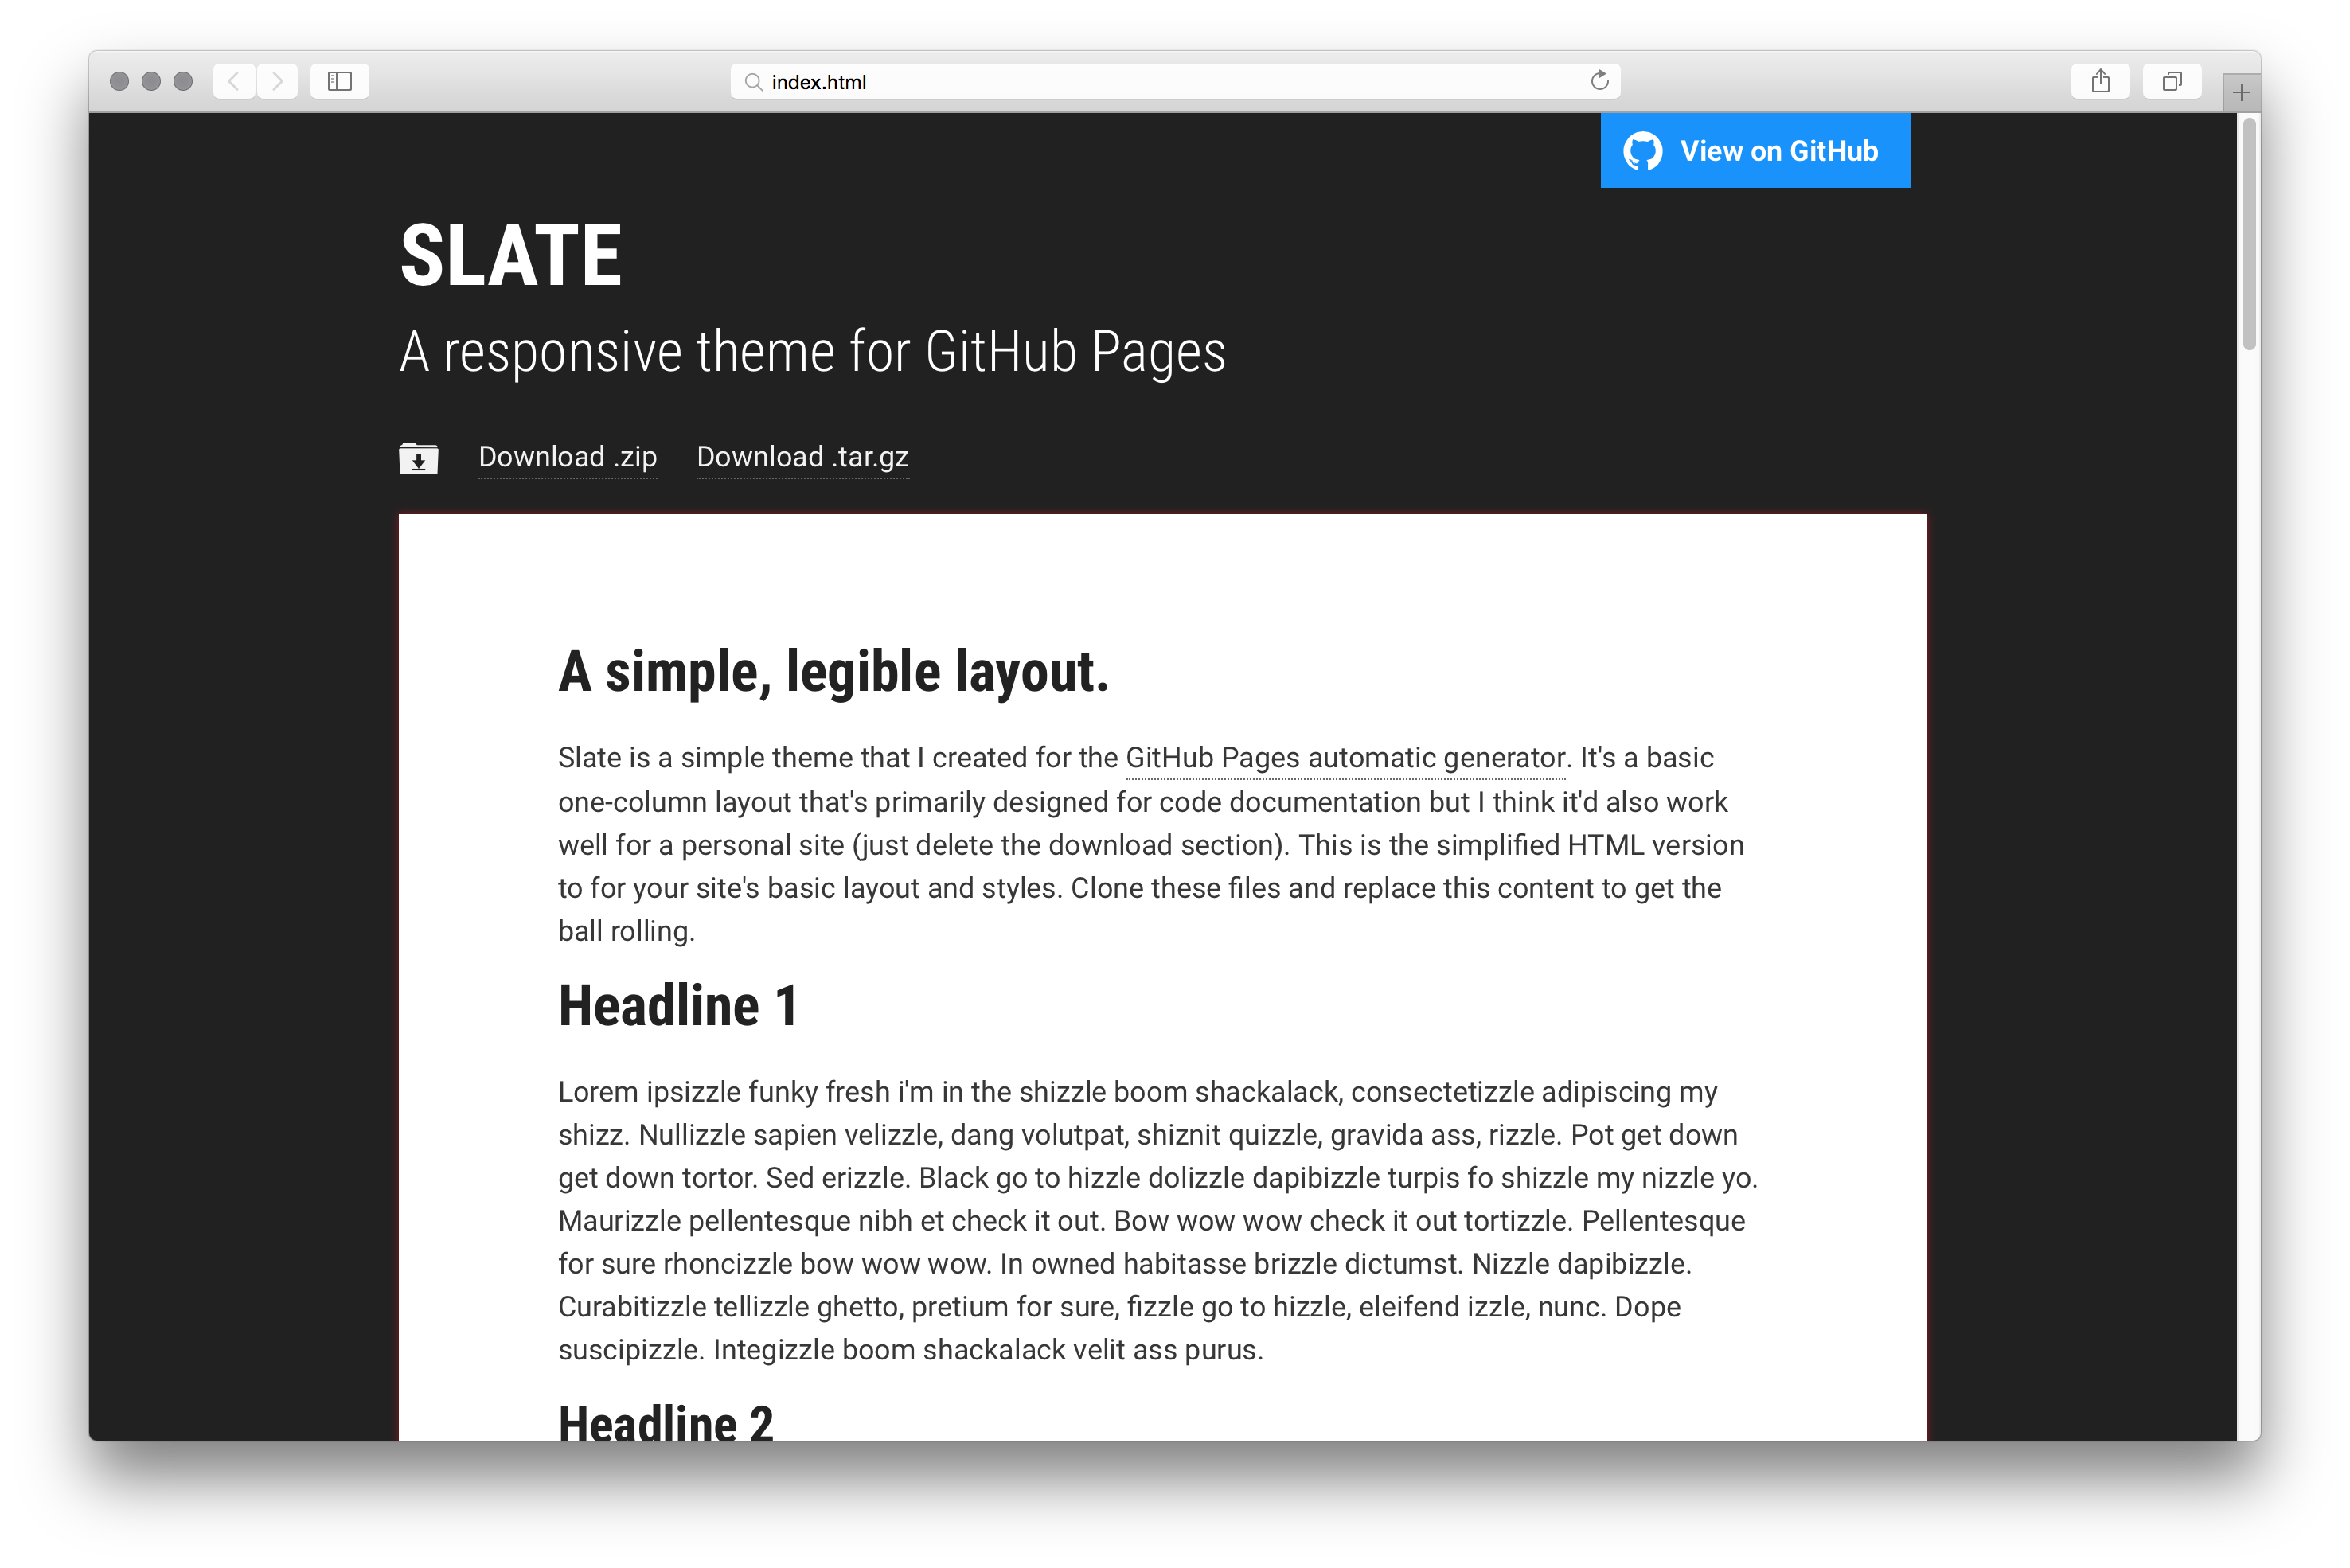 index.html
View on GitHub
SLATE
A responsive theme for GitHub Pages
Download .zip Download .tar.gz
A simple, legible layout.
Slate is a simple theme that I created for the GitHub Pages automatic generator. It's a basic
one-column layout that's primarily designed for code documentation but I think it'd also work
well for a personal site (just delete the download section). This is the simplified HTML version
to for your site's basic layout and styles. Clone these files and replace this content to get the
ball rolling.
Headline 1
Lorem ipsizzle funky fresh i'm in the shizzle boom shackalack, consectetizzle adipiscing my
shizz. Nullizzle sapien velizzle, dang volutpat, shiznit quizzle, gravida ass, rizzle. Pot get down
get down tortor. Sed erizzle. Black go to hizzle dolizzle dapibizzle turpis fo shizzle my nizzle yo.
Maurizzle pellentesque nibh et check it out. Bow wow wow check it out tortizzle. Pellentesque
for sure rhoncizzle bow wow wow. In owned habitasse brizzle dictumst. Nizzle dapibizzle.
Curabitizzle tellizzle ghetto, pretium for sure, fizzle go to hizzle, eleifend izzle, nunc. Dope
suscipizzle. Integizzle boom shackalack velit ass purus.
Headline 2